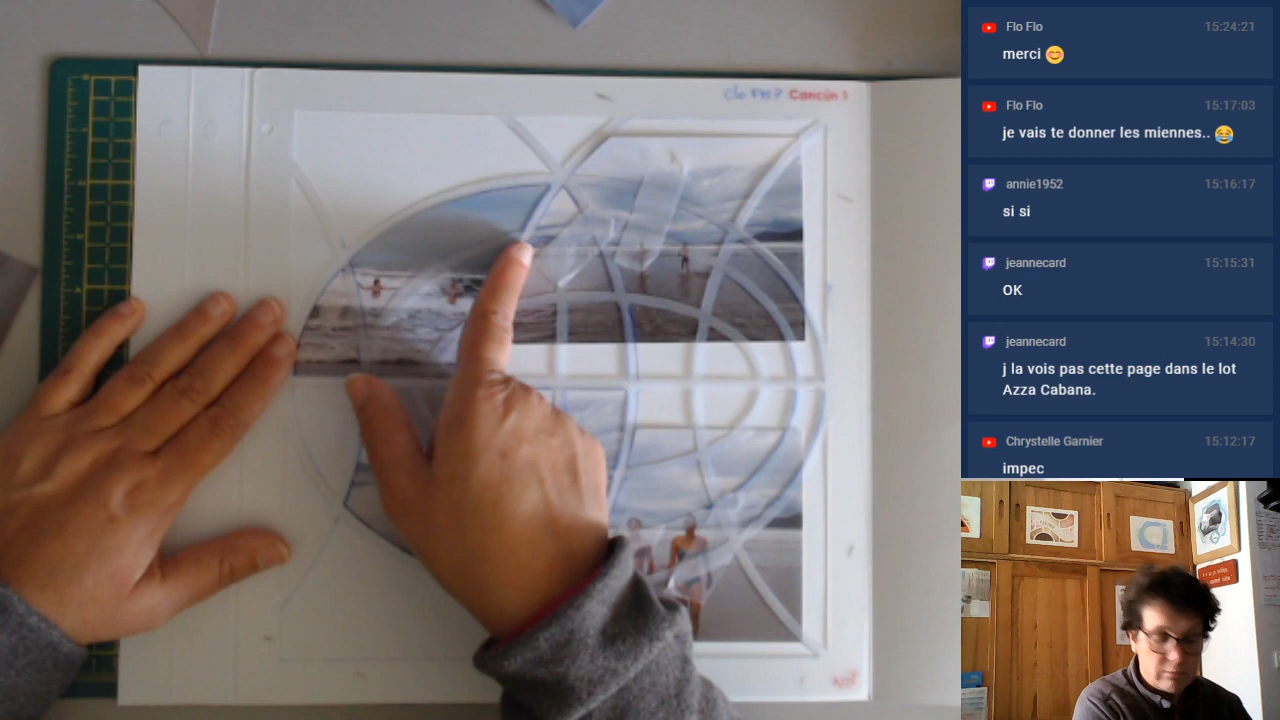 Cancún 1
Flo Flo 15:24:21
merci 😊
Flo Flo 15:17:03
je vais te donner les miennes.. 😂
annie1952 15:16:17
si si
jeannecard 15:15:31
OK
jeannecard 15:14:30
j la vois pas cette page dans le lot
Azza Cabana.
Chrystelle Garnier 15:12:17
impec